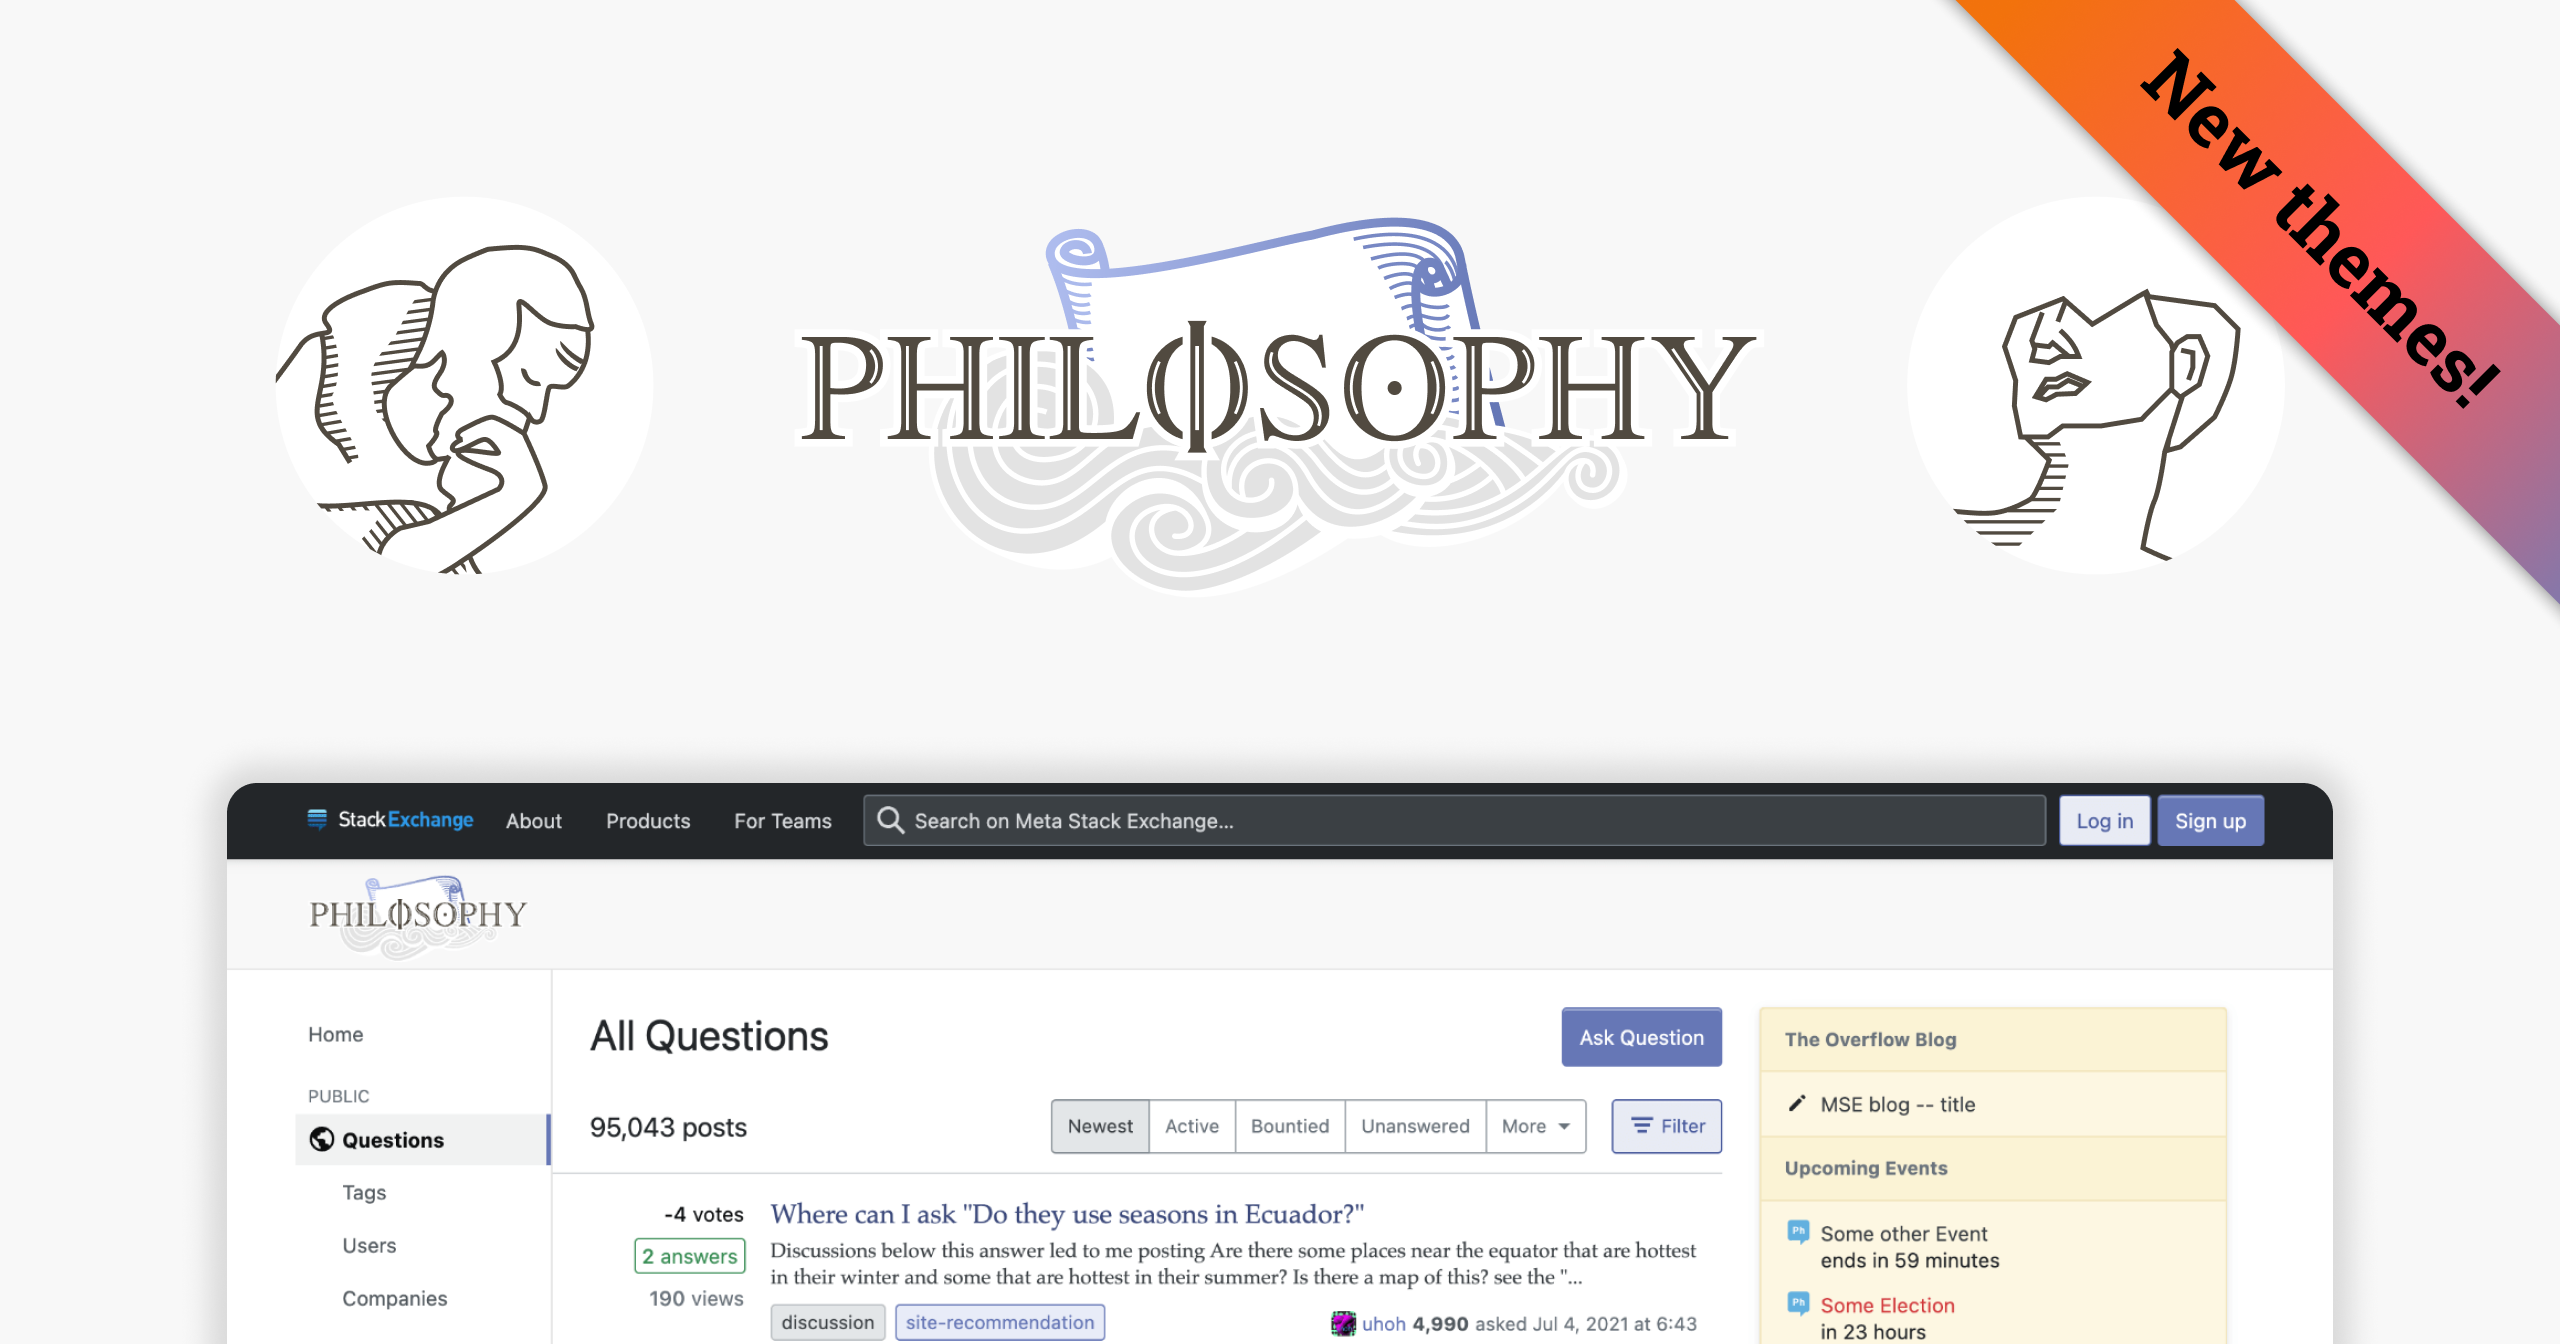 New themes!
PHILOSOPHY
StackExchange About Products For Teams Search on Meta Stack Exchange... Log in Sign up
PHILOSOPHY
Home
PUBLIC
Questions
Tags
Users
Companies
All Questions Ask Question
95,043 posts Newest Active Bountied Unanswered More Filter
-4 votes
2 answers
190 views
Where can I ask "Do they use seasons in Ecuador?"
Discussions below this answer led to me posting Are there some places near the equator that are hottest
in their winter and some that are hottest in their summer? Is there a map of this? see the "...
discussion site-recommendation
uhoh 4,990 asked Jul 4, 2021 at 6:43
The Overflow Blog
MSE blog -- title
Upcoming Events
Ph Some other Event
ends in 59 minutes
Ph Some Election
in 23 hours